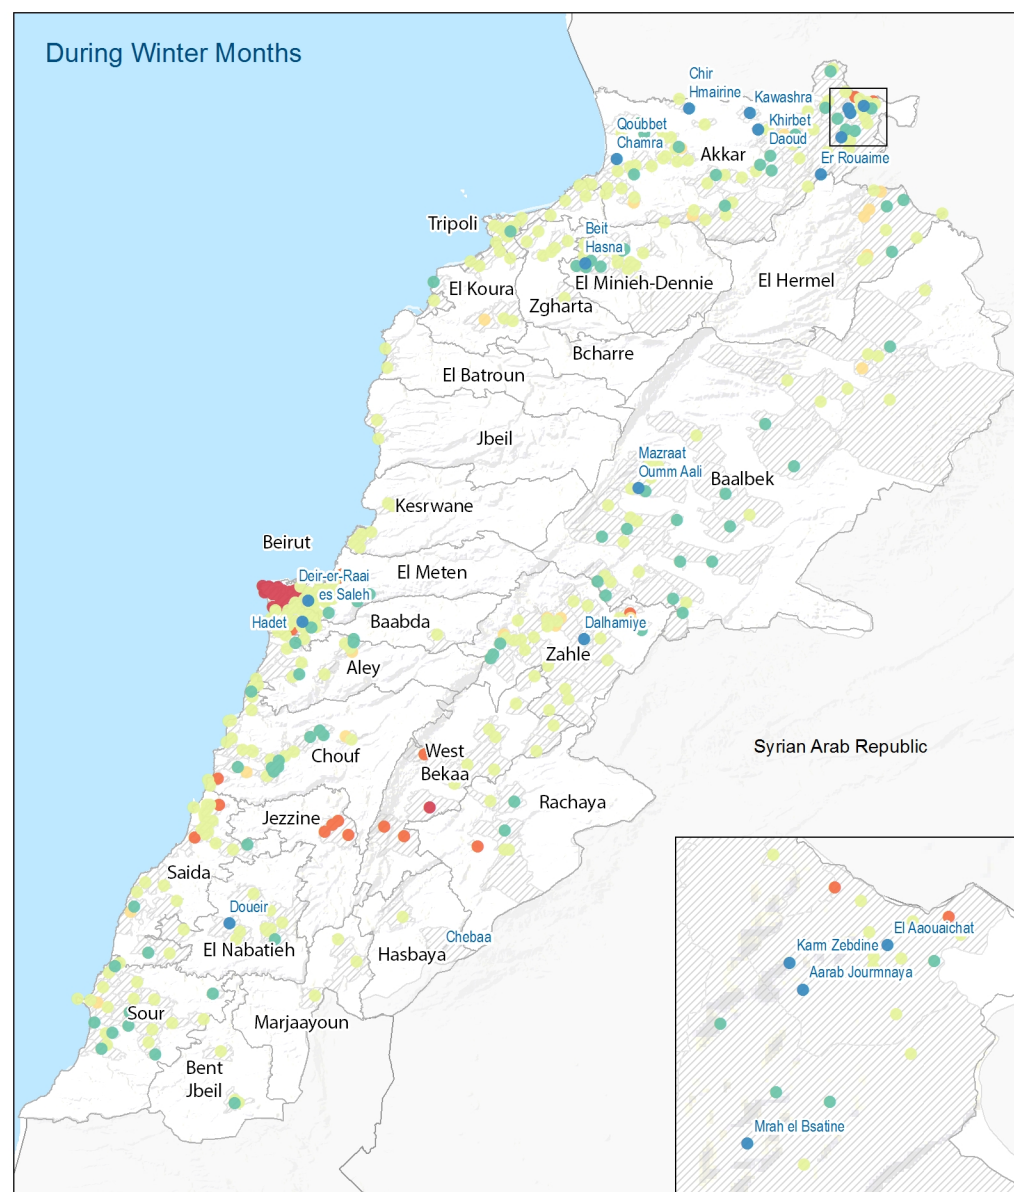 During Winter Months
Chir
Hmairine
Kawashra
Qoubbet
Chamra
Khirbet
Daoud
Akkar
Er Rouaime
Tripoli
Beit
Hasna
El Koura
El Minieh-Dennie
El Hermel
Zgharta
Bcharre
El Batroun
Jbeil
Mazraat
Oumm Aali
Baalbek
Kesrwane
Beirut
El Meten
Deir-er-Raai
es Saleh
Hadet
Baabda
Dalhamiye
Zahle
Aley
Chouf
West
Bekaa
Syrian Arab Republic
Rachaya
Jezzine
Saida
Doueir
El Nabatieh
Chebaa
Hasbaya
Sour
Marjaayoun
Bent
Jbeil
El Aaouaichat
Karn Zebdine
Aarab Jourmnaya
Mrah el Bsatine